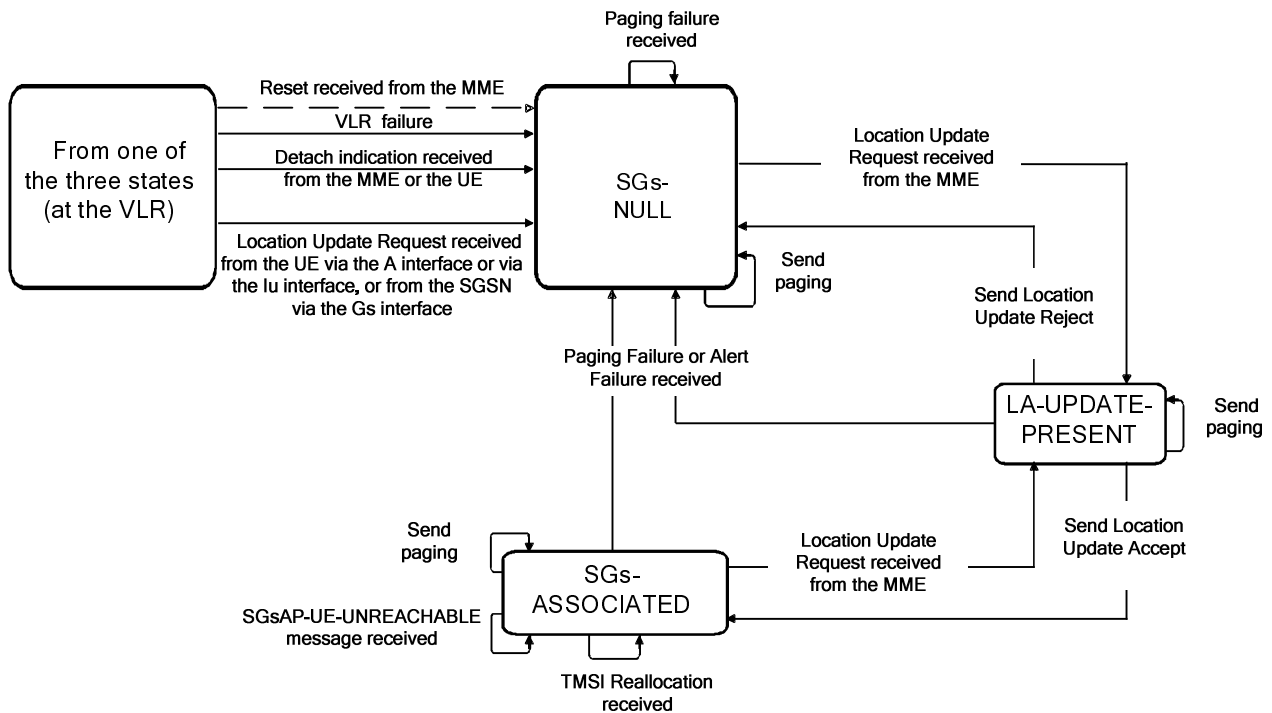 Paging failure
received
Reset received from the MME
VLR failure
Detach indication received
from the MME or the UE
From one of
the three states
(at the VLR)
Location Update Request received
from the UE via the A interface or via
the Iu interface, or from the SGSN
via the Gs interface
SGs-
NULL
Location Update
Request received
from the MME
Send
paging
Send Location
Update Reject
Paging Failure or Alert
Failure received
LA-UPDATE-
PRESENT
Send
paging
Send
paging
SGs-
ASSOCIATED
Location Update
Request received
from the MME
Send Location
Update Accept
SGsAP-UE-UNREACHABLE
message received
TMSI Reallocation
received